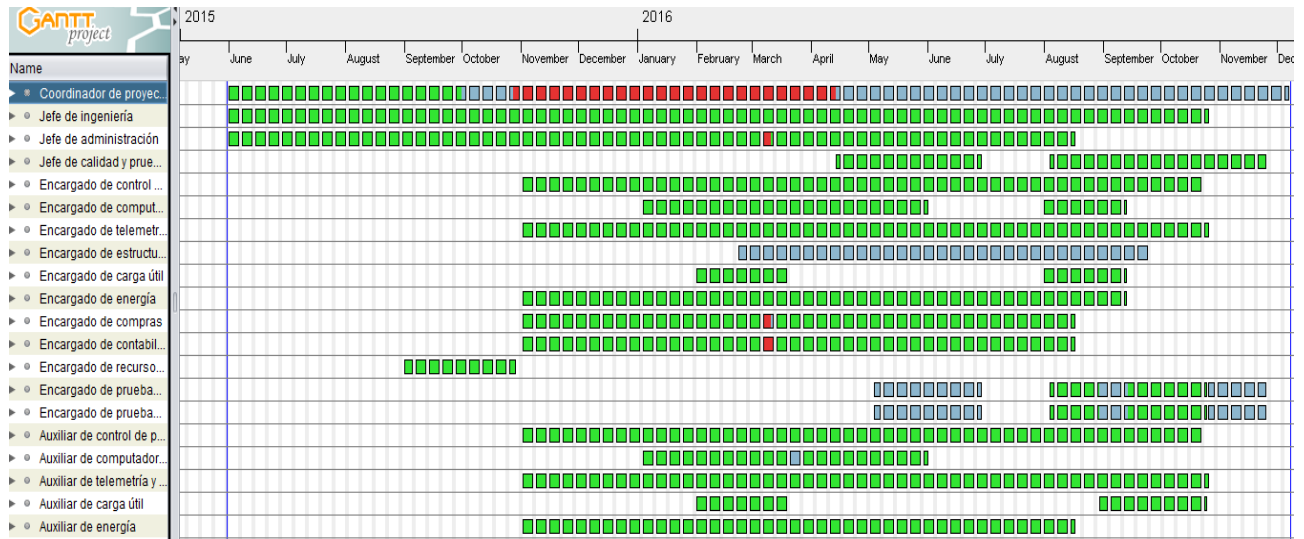 GANTT
project
2015
2016
ay June July August September October November December January February March April May June July August September October November Dec
Name
Coordinador de proyec...
Jefe de ingeniería
Jefe de administración
Jefe de calidad y prue...
Encargado de control ...
Encargado de comput...
Encargado de telemetr...
Encargado de estructu...
Encargado de carga útil
Encargado de energía
Encargado de compras
Encargado de contabil...
Encargado de recurso...
Encargado de prueba...
Encargado de prueba...
Auxiliar de control de p...
Auxiliar de computador...
Auxiliar de telemetría y ...
Auxiliar de carga útil
Auxiliar de energía